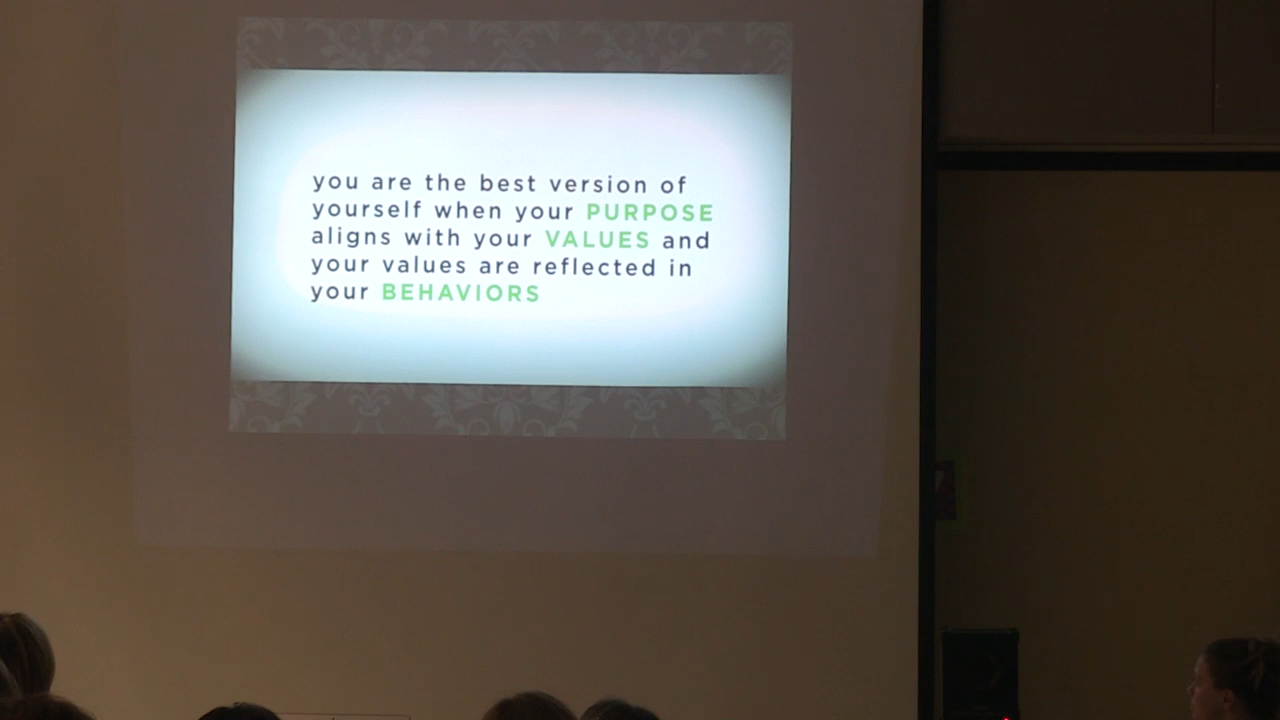 you are the best version of
yourself when your PURPOSE
aligns with your VALUES and
your values are reflected in
your BEHAVIORS